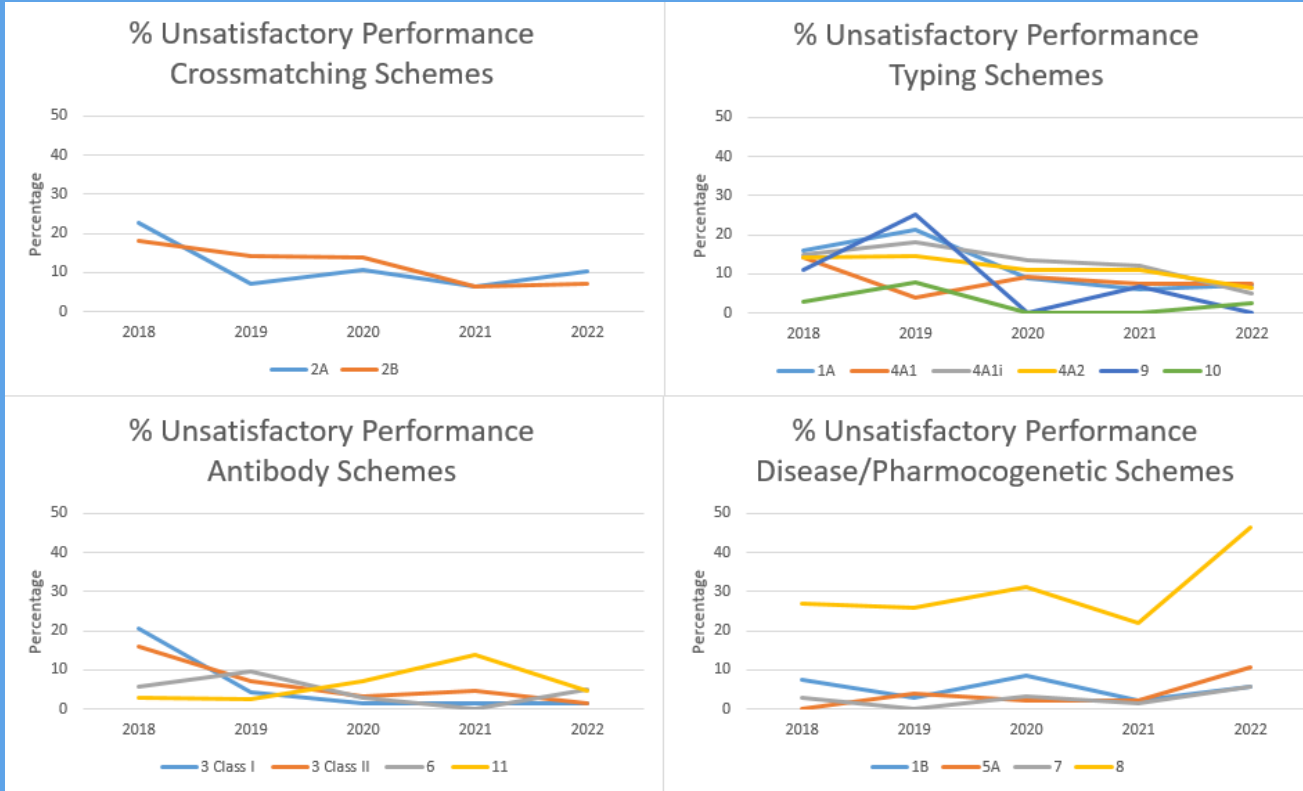 % Unsatisfactory Performance
Crossmatching Schemes
50
40
30
20
10
0
Percentage
2018 2019 2020 2021 2022
2A 2B
% Unsatisfactory Performance
Typing Schemes
50
40
30
20
10
0
Percentage
2018 2019 2020 2021 2022
1A 4A1 4A1i 4A2 9 10
% Unsatisfactory Performance
Antibody Schemes
50
40
30
20
10
0
Percentage
2018 2019 2020 2021 2022
3 Class I 3 Class II 6 11
% Unsatisfactory Performance
Disease/Pharmocogenetic Schemes
50
40
30
20
10
0
Percentage
2018 2019 2020 2021 2022
1B 5A 7 8